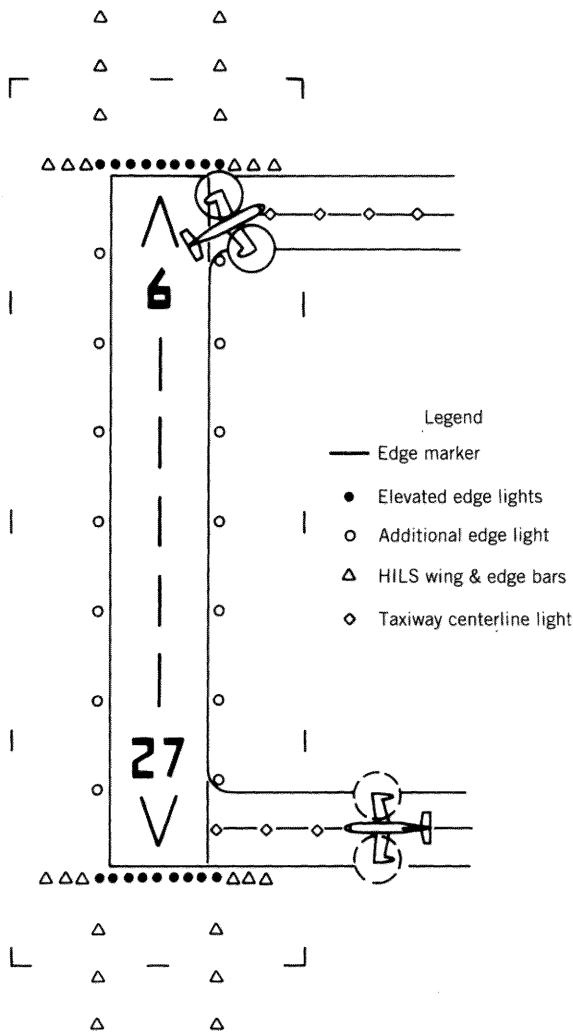 6
Legend
Edge marker
Elevated edge lights
Additional edge light
HILS wing & edge bars
Taxiway centerline light
27